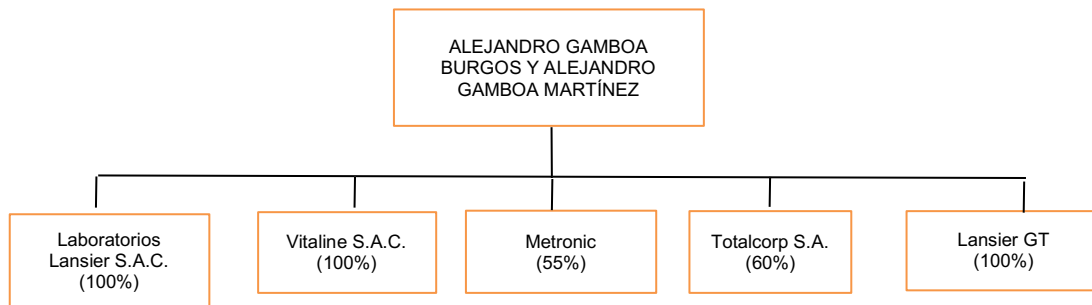 ALEJANDRO GAMBOA
BURGOS Y ALEJANDRO
GAMBOA MARTÍNEZ
Laboratorios
Lansier S.A.C.
(100%)
Vitaline S.A.C.
(100%)
Metronic
(55%)
Totalcorp S.A.
(60%)
Lansier GT
(100%)